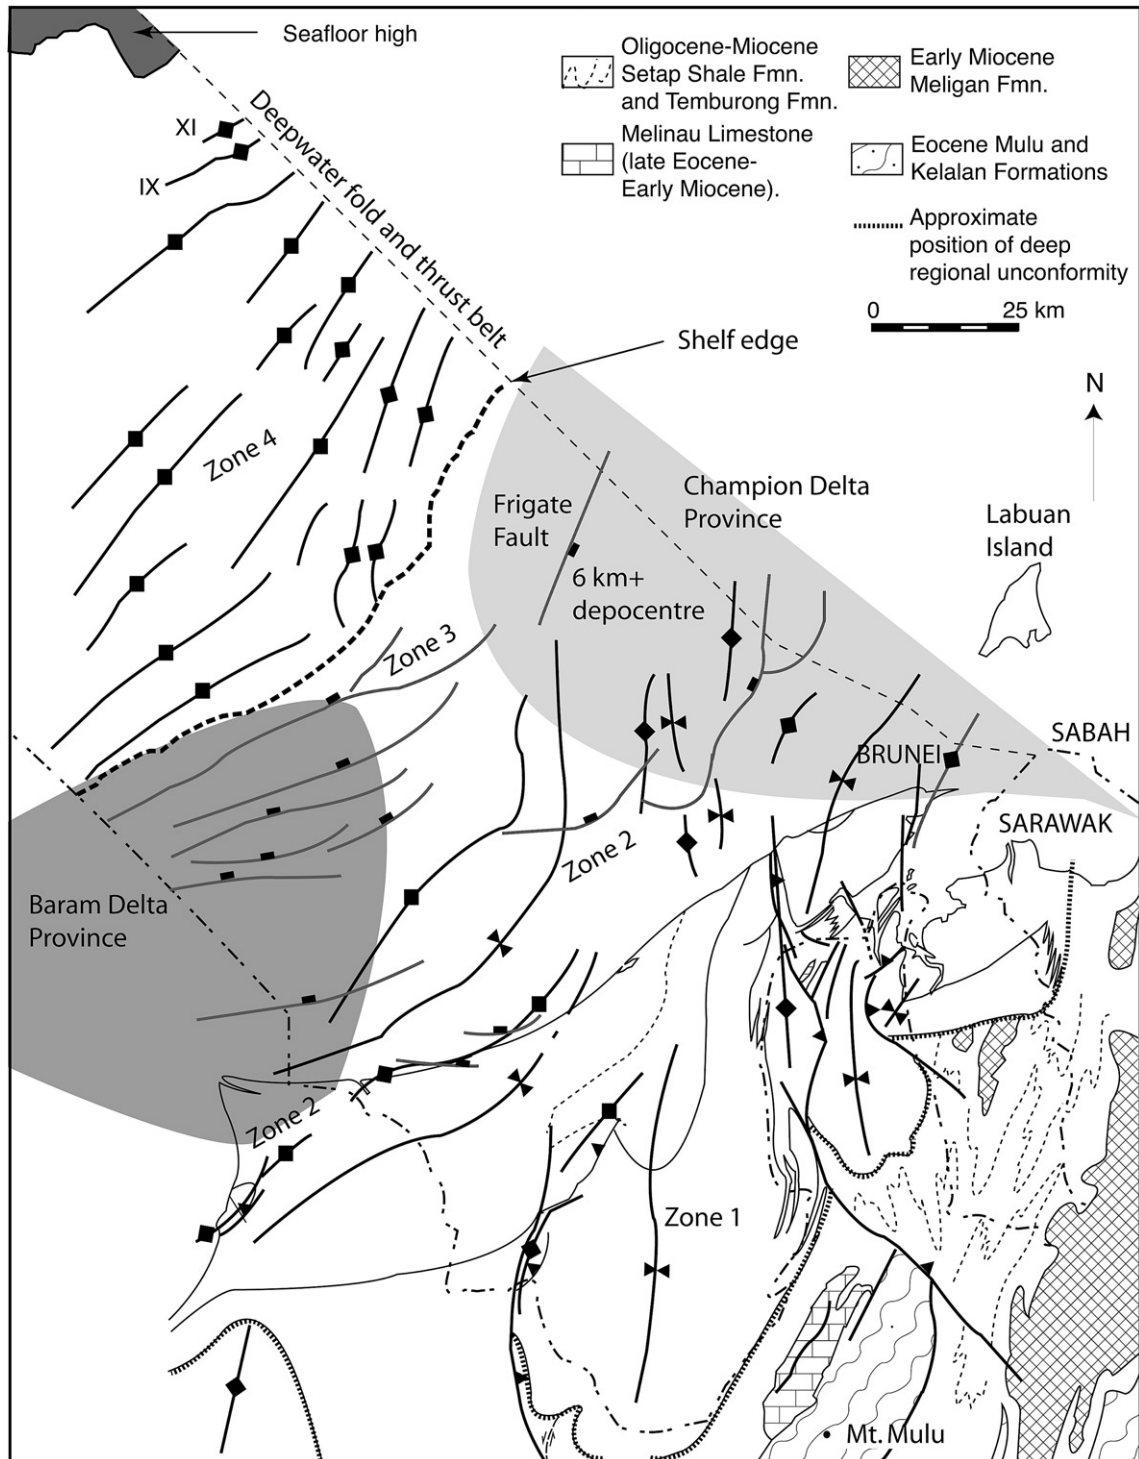 Seafloor high
Oligocene-Miocene
Setap Shale Fmn.
and Temburong Fmn.
Early Miocene
Meligan Fmn.
Melinau Limestone
(late Eocene-
Early Miocene).
Eocene Mulu and
Kelalan Formations
Approximate
position of deep
regional unconformity
0 25 km
XI
IX
Deepwater fold and thrust belt
Shelf edge
N
Zone 4
Champion Delta
Province
Frigate
Fault
Labuan
Island
6 km+
depocentre
Zone 3
SABAH
BRUNEI
SARAWAK
Zone 2
Baram Delta
Province
Zone 2
Zone 1
Mt. Mulu